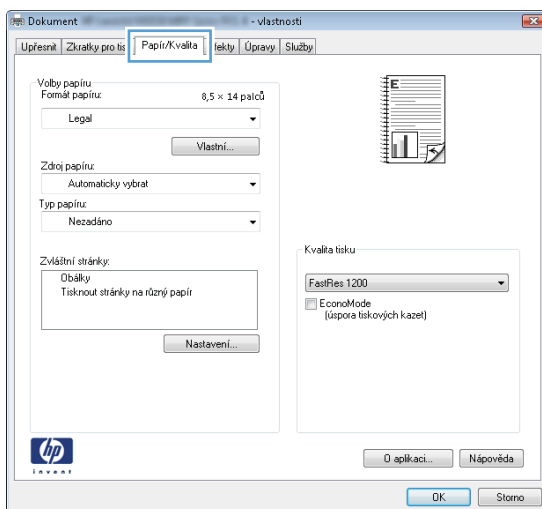 Dokument - vlastnosti
Upřesnit Zkratky pro tis Papír/Kvalita fekty Úpravy Služby
Volby papíru
Formát papíru: 8,5 × 14 palců
Legal
Vlastní...
Zdroj papíru:
Automaticky vybrat
Typ papíru:
Nezadáno
Zvláštní stránky:
Obálky
Tisknout stránky na různý papír
Nastavení...
E
Kvalita tisku
FastRes 1200
EconoMode
(úspora tiskových kazet)
hp
invent
O aplikaci... Nápověda
OK Storno